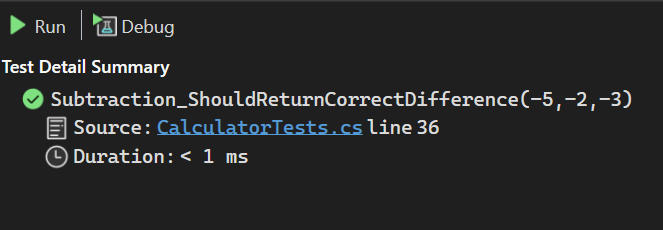 Run Debug
Test Detail Summary
Subtraction_ShouldReturnCorrectDifference(-5,-2,-3)
Source: CalculatorTests.cs line 36
Duration: < 1 ms